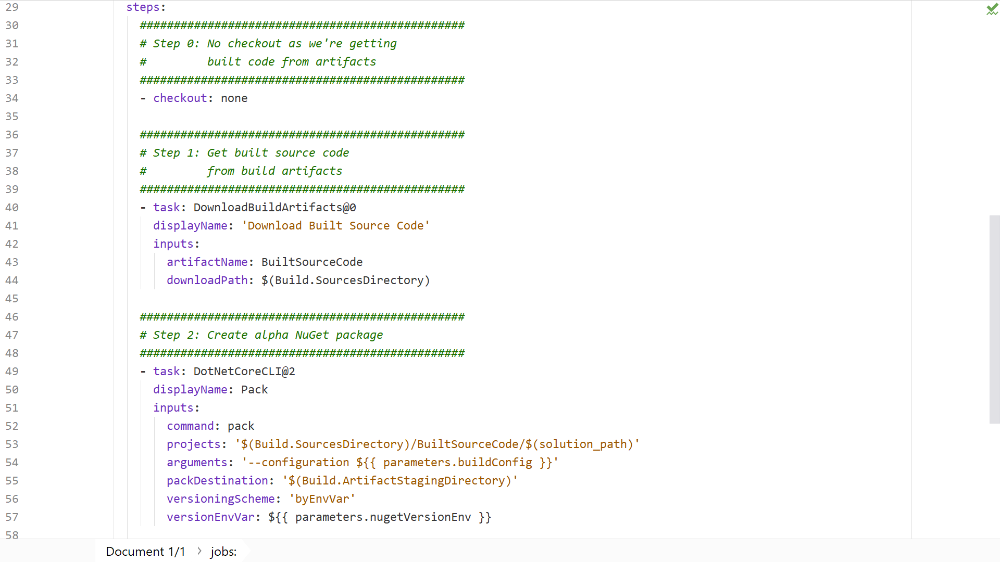 29 steps:
30 ################################################
31 # Step 0: No checkout as we're getting
32 #         built code from artifacts
33 ################################################
34 - checkout: none
35
36 ################################################
37 # Step 1: Get built source code
38 #         from build artifacts
39 ################################################
40 - task: DownloadBuildArtifacts@0
41   displayName: 'Download Built Source Code'
42   inputs:
43     artifactName: BuiltSourceCode
44     downloadPath: $(Build.SourcesDirectory)
45
46 ################################################
47 # Step 2: Create alpha NuGet package
48 ################################################
49 - task: DotNetCoreCLI@2
50   displayName: Pack
51   inputs:
52     command: pack
53     projects: '$(Build.SourcesDirectory)/BuiltSourceCode/$(solution_path)'
54     arguments: '--configuration ${{ parameters.buildConfig }}'
55     packDestination: '$(Build.ArtifactStagingDirectory)'
56     versioningScheme: 'byEnvVar'
57     versionEnvVar: ${{ parameters.nugetVersionEnv }}
58
Document 1/1 > jobs: